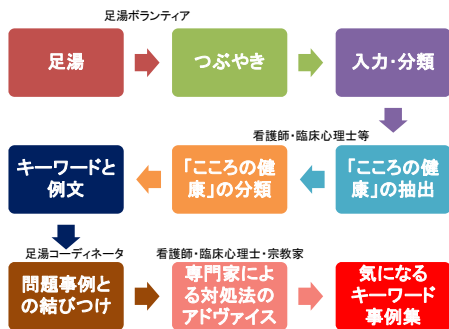 足湯ボランティア
足湯
つぶやき
入力・分類
看護師・臨床心理士等
「こころの健
康」の抽出
「こころの健
康」の分類
キーワードと
例文
足湯コーディネータ
問題事例と
の結びつけ
看護師・臨床心理士・宗教家
専門家によ
る対処法の
アドヴァイス
気になる
キーワード
事例集